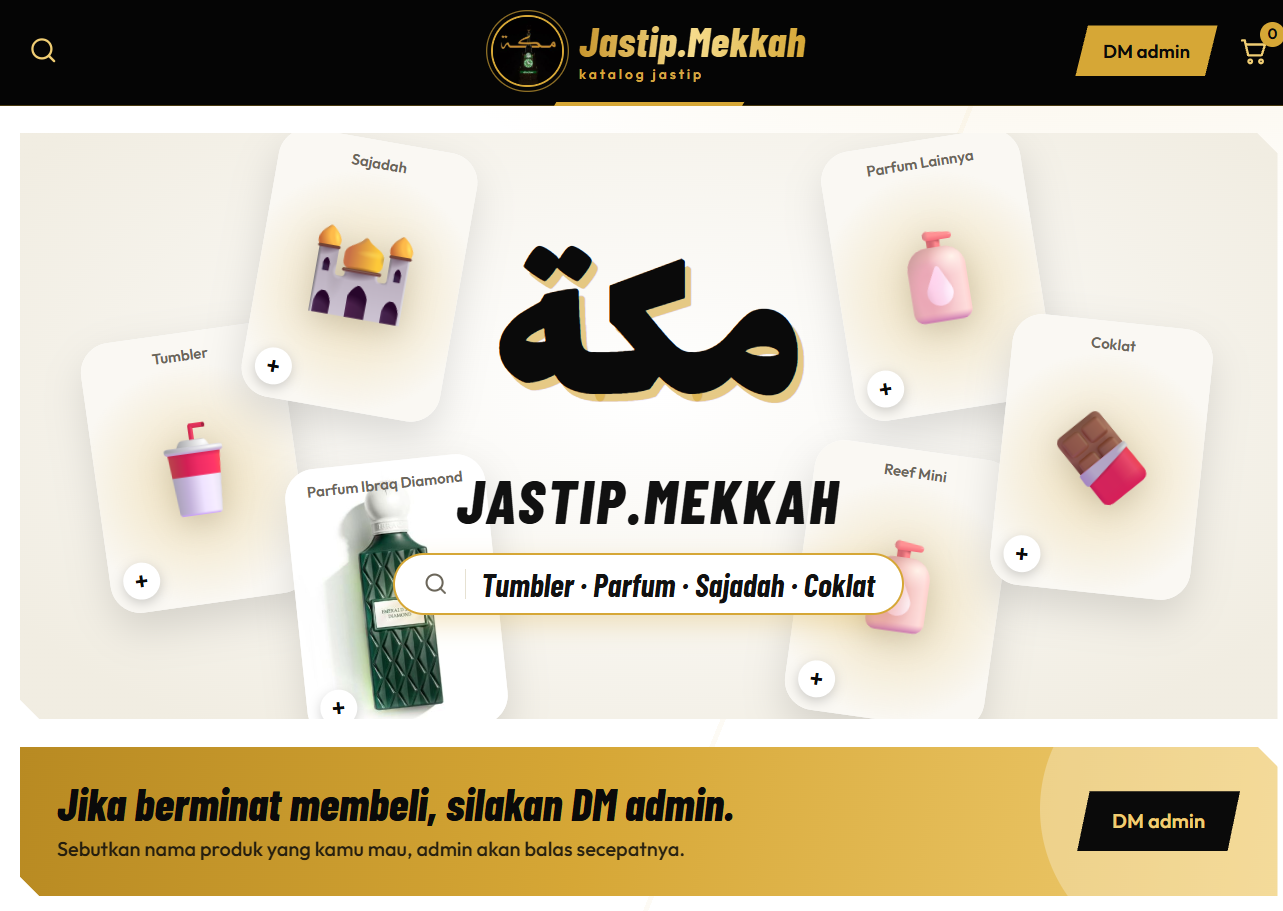 مكة
Jastip.Mekkah
katalog jastip
DM admin
0
Sajadah
Parfum Lainnya
مكة
Tumbler
Coklat
Parfum Ibraq Diamond
Reef Mini
JASTIP.MEKKAH
Tumbler · Parfum · Sajadah · Coklat
DIAMOND
Jika berminat membeli, silakan DM admin.
Sebutkan nama produk yang kamu mau, admin akan balas secepatnya.
DM admin